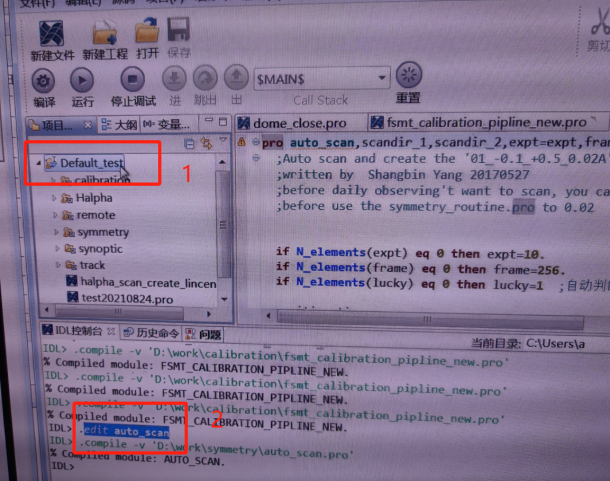 文件(F) 编辑(E) 源码
新建文件 新建工程 打开 保存 剪切
编译 运行 停止调试 进 跳出 出 $MAIN$ Call Stack 重置
项目... 大纲 变量...
dome_close.pro fsmt_calibration_pipline_new.pro
Default_test
1
calibration
Halpha
remote
symmetry
synoptic
track
halpha_scan_create_lincen
test20210824.pro
pro auto_scan,scandir_1,scandir_2,expt=expt,fram
;Auto scan and create the '01_-0.1_+0.5_0.02A
;written by Shangbin Yang 20170527
;before daily observing't want to scan, you ca
;before use the symmetry_routine.pro to 0.02
if N_elements(expt) eq 0 then expt=10.
if N_elements(frame) eq 0 then frame=256.
if N_elements(lucky) eq 0 then lucky=1 ;自动判
IDL控制台 历史命令 问题
当前目录: C:\Users\a
IDL> .compile -v 'D:\work\calibration\fsmt_calibration_pipline_new.pro'
% Compiled module: FSMT_CALIBRATION_PIPLINE_NEW.
IDL> .compile -v 'D:\work\calibration\fsmt_calibration_pipline_new.pro'
% Compiled module: FSMT_CALIBRATION_PIPLINE_NEW.
IDL> .compile -v 'D:\work\calibration\fsmt_calibration_pipline_new.pro'
% Compiled module: FSMT_CALIBRATION_PIPLINE_NEW.
2
IDL> .edit auto_scan
IDL> .compile -v 'D:\work\symmetry\auto_scan.pro'
% Compiled module: AUTO_SCAN.
IDL>